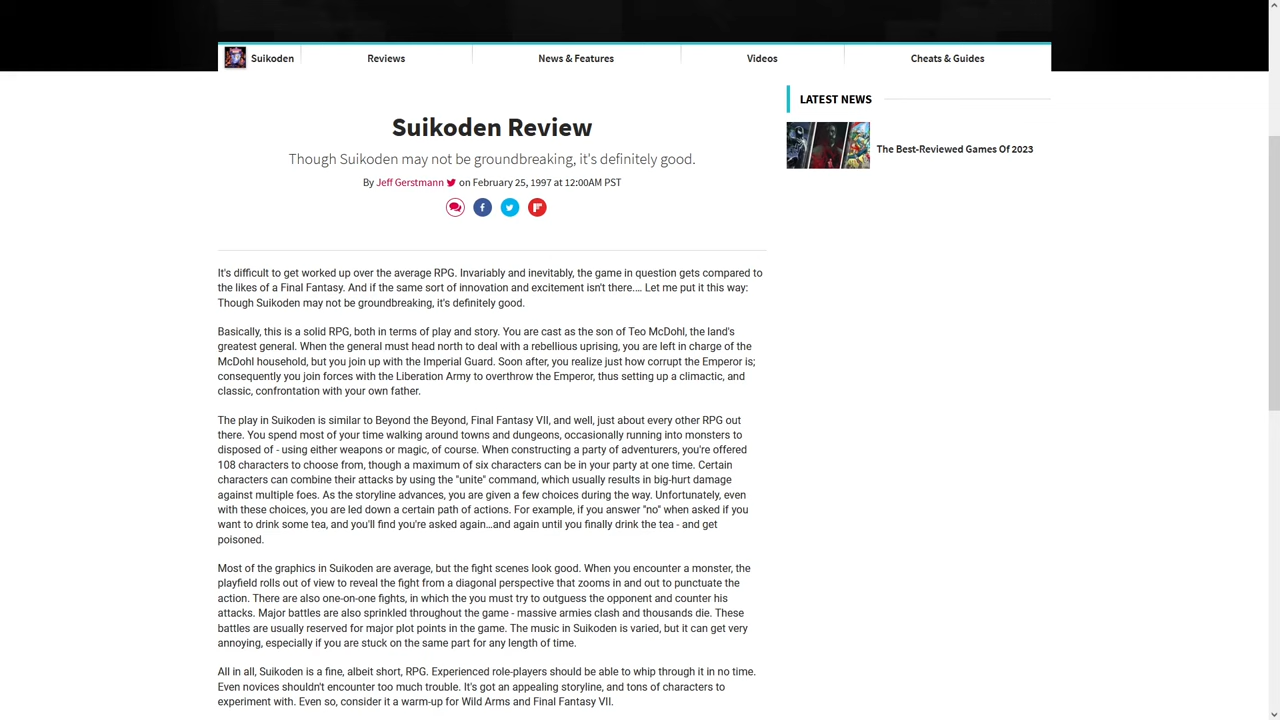 Suikoden
Reviews
News & Features
Videos
Cheats & Guides
Suikoden Review
Though Suikoden may not be groundbreaking, it's definitely good.
By Jeff Gerstmann on February 25, 1997 at 12:00AM PST
It's difficult to get worked up over the average RPG. Invariably and inevitably, the game in question gets compared to
the likes of a Final Fantasy. And if the same sort of innovation and excitement isn't there.... Let me put it this way:
Though Suikoden may not be groundbreaking, it's definitely good.
Basically, this is a solid RPG, both in terms of play and story. You are cast as the son of Teo McDohl, the land's
greatest general. When the general must head north to deal with a rebellious uprising, you are left in charge of the
McDohl household, but you join up with the Imperial Guard. Soon after, you realize just how corrupt the Emperor is;
consequently you join forces with the Liberation Army to overthrow the Emperor, thus setting up a climactic, and
classic, confrontation with your own father.
The play in Suikoden is similar to Beyond the Beyond, Final Fantasy VII, and well, just about every other RPG out
there. You spend most of your time walking around towns and dungeons, occasionally running into monsters to
disposed of - using either weapons or magic, of course. When constructing a party of adventurers, you're offered
108 characters to choose from, though a maximum of six characters can be in your party at one time. Certain
characters can combine their attacks by using the "unite" command, which usually results in big-hurt damage
against multiple foes. As the storyline advances, you are given a few choices during the way. Unfortunately, even
with these choices, you are led down a certain path of actions. For example, if you answer "no" when asked if you
want to drink some tea, and you'll find you're asked again...and again until you finally drink the tea - and get
poisoned.
Most of the graphics in Suikoden are average, but the fight scenes look good. When you encounter a monster, the
playfield rolls out of view to reveal the fight from a diagonal perspective that zooms in and out to punctuate the
action. There are also one-on-one fights, in which the you must try to outguess the opponent and counter his
attacks. Major battles are also sprinkled throughout the game - massive armies clash and thousands die. These
battles are usually reserved for major plot points in the game. The music in Suikoden is varied, but it can get very
annoying, especially if you are stuck on the same part for any length of time.
All in all, Suikoden is a fine, albeit short, RPG. Experienced role-players should be able to whip through it in no time.
Even novices shouldn't encounter too much trouble. It's got an appealing storyline, and tons of characters to
experiment with. Even so, consider it a warm-up for Wild Arms and Final Fantasy VII.
LATEST NEWS
The Best-Reviewed Games Of 2023